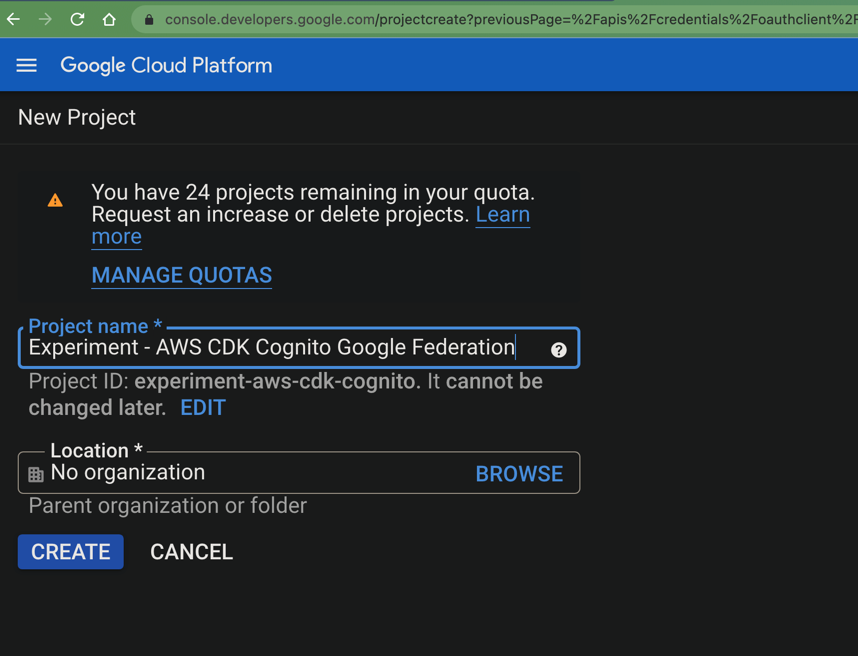 console.developers.google.com/projectcreate?previousPage=%2Fapis%2Fcredentials%2Foauthclient%2F
Google Cloud Platform
New Project
You have 24 projects remaining in your quota.
Request an increase or delete projects. Learn
more
MANAGE QUOTAS
Project name *
Experiment - AWS CDK Cognito Google Federation
Project ID: experiment-aws-cdk-cognito. It cannot be
changed later. EDIT
Location *
No organization BROWSE
Parent organization or folder
CREATE CANCEL